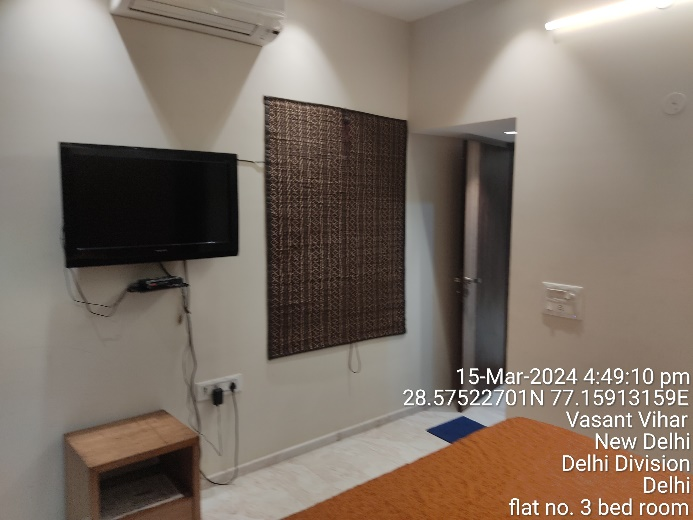 15-Mar-2024 4:49:10 pm
28.57522701N 77.15913159E
Vasant Vihar
New Delhi
Delhi Division
Delhi
flat no. 3 bed room